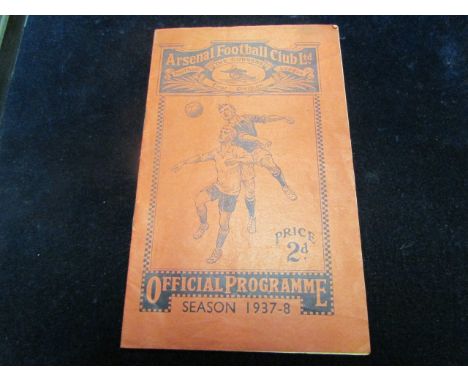 Arsenal Football Club Ltd
PRICE
2d.
OFFICIAL PROGRAMME
SEASON 1937-8